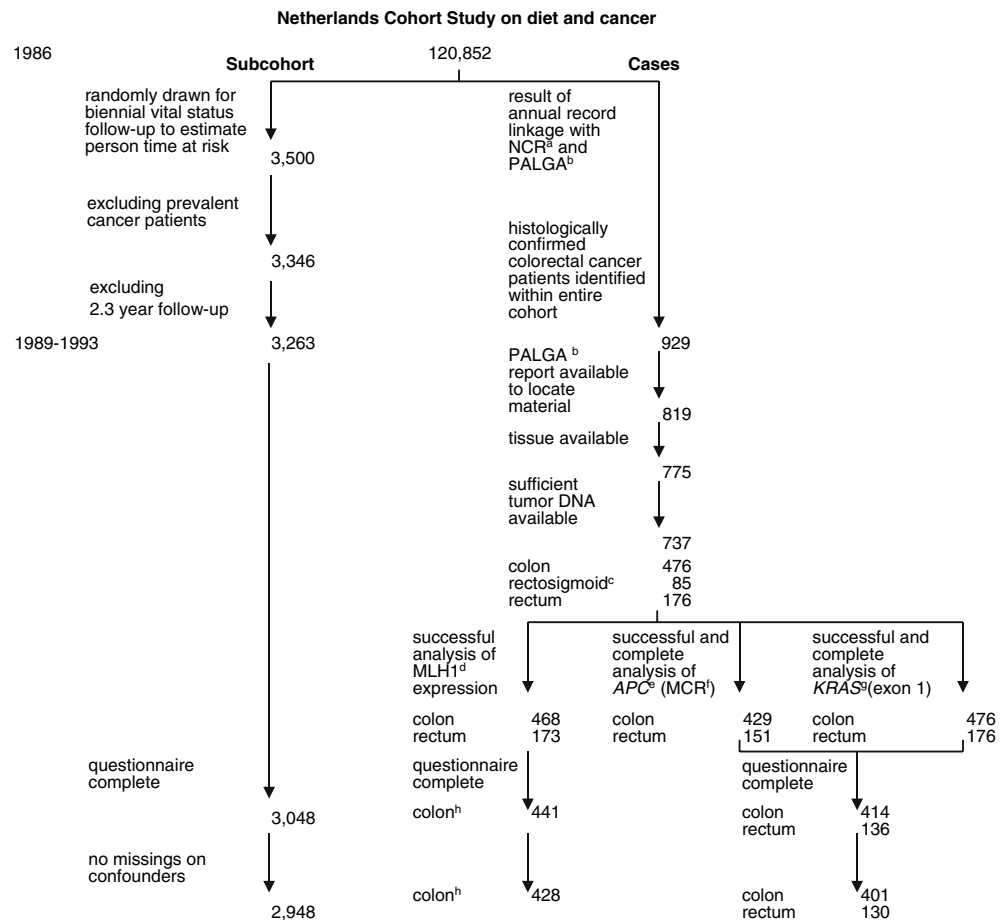 Netherlands Cohort Study on diet and cancer
1986
120,852
Subcohort
Cases
randomly drawn for
biennial vital status
follow-up to estimate
person time at risk
3,500
result of
annual record
linkage with
NCRᵃ and
PALGAᵇ
excluding prevalent
cancer patients
3,346
histologically
confirmed
colorectal cancer
patients identified
within entire
cohort
excluding
2.3 year follow-up
1989-1993
3,263
929
PALGA ᵇ
report available
to locate
material
819
tissue available
775
sufficient
tumor DNA
available
737
colon 476
rectosigmoidᶜ 85
rectum 176
successful
analysis of
MLH1ᵈ
expression
successful and
complete
analysis of
APCᵉ (MCRᶠ)
successful and
complete
analysis of
KRASᵍ(exon 1)
colon 468
rectum 173
colon 429
rectum 151
colon 476
rectum 176
questionnaire
complete
3,048
questionnaire
complete
colonʰ 441
questionnaire
complete
colon 414
rectum 136
no missings on
confounders
2,948
colonʰ 428
colon 401
rectum 130